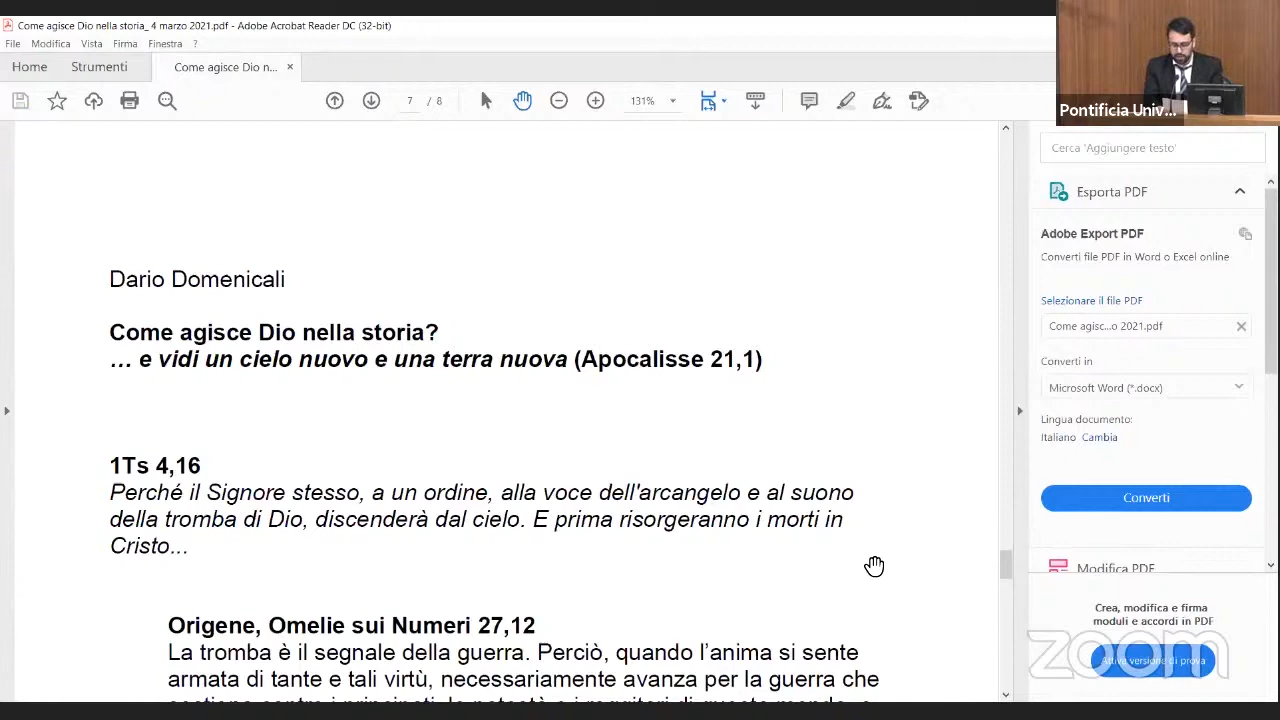 Come agisce Dio nella storia_ 4 marzo 2021.pdf - Adobe Acrobat Reader DC (32-bit)
File Modifica Vista Firma Finestra ?
Home Strumenti Come agisce Dio n... ×
7 / 8 131%
Pontificia Univ...
Dario Domenicali
Come agisce Dio nella storia?
… e vidi un cielo nuovo e una terra nuova (Apocalisse 21,1)
1Ts 4,16
Perché il Signore stesso, a un ordine, alla voce dell'arcangelo e al suono
della tromba di Dio, discenderà dal cielo. E prima risorgeranno i morti in
Cristo...
Origene, Omelie sui Numeri 27,12
La tromba è il segnale della guerra. Perciò, quando l’anima si sente
armata di tante e tali virtù, necessariamente avanza per la guerra che
Cerca 'Aggiungere testo'
Esporta PDF
Adobe Export PDF
Converti file PDF in Word o Excel online
Selezionare il file PDF
Come agisc...o 2021.pdf
Converti in
Microsoft Word (*.docx)
Lingua documento:
Italiano Cambia
Converti
Modifica PDF
Crea, modifica e firma
moduli e accordi in PDF
Attiva versione di prova
zoom